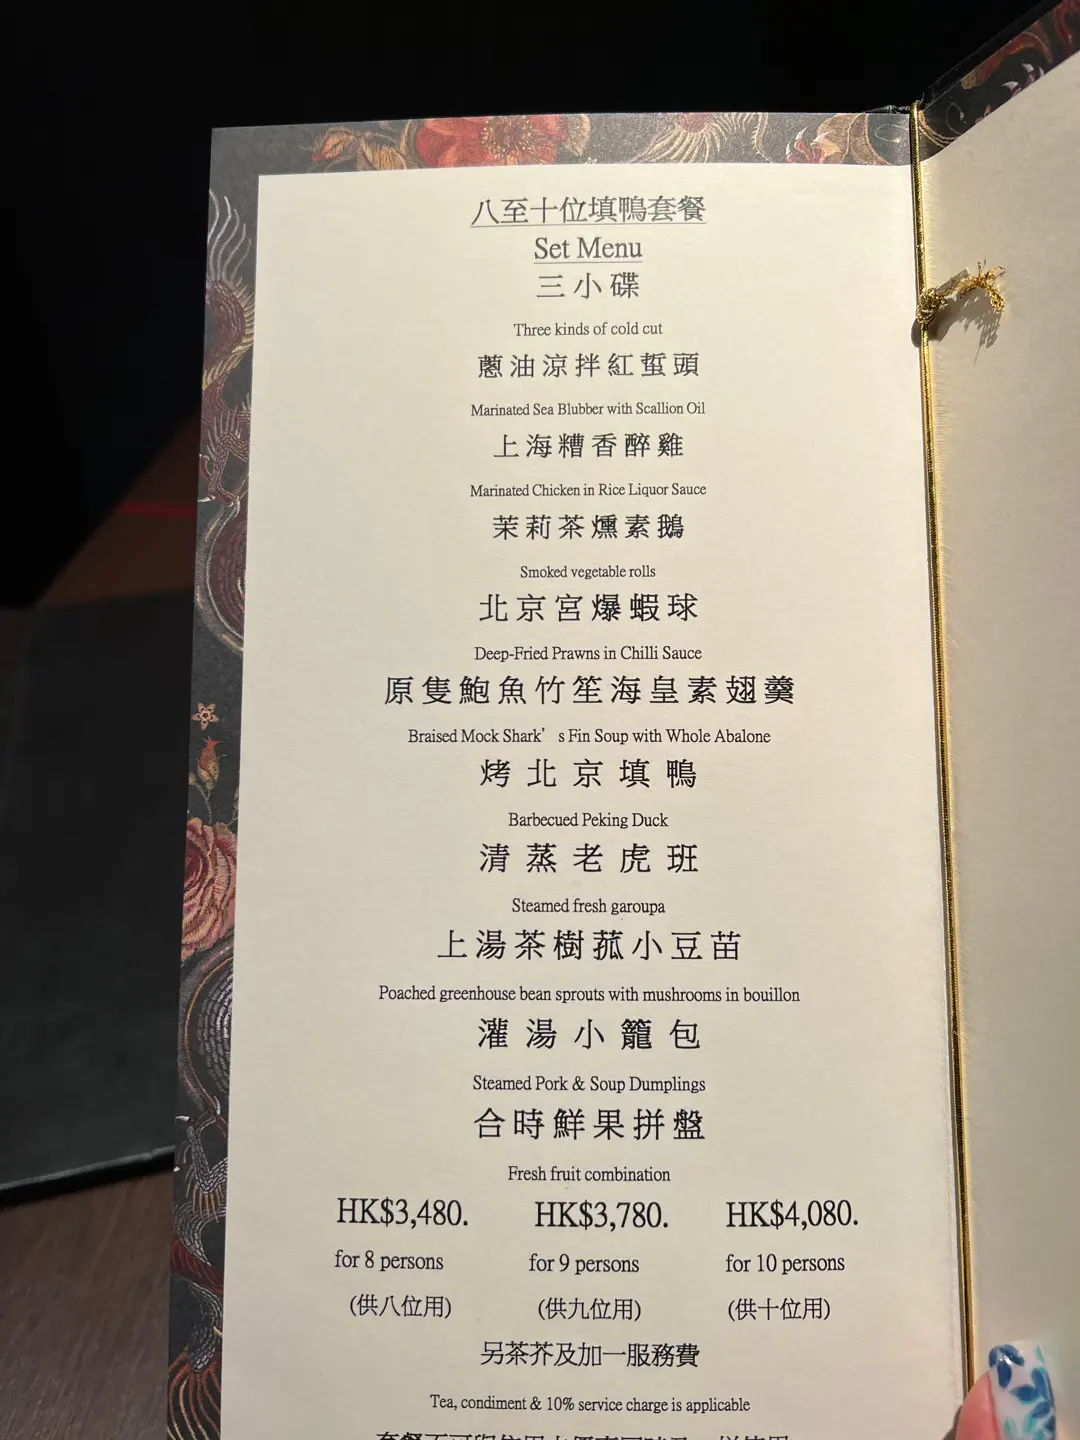 八至十位填鴨套餐
Set Menu
三小碟
Three kinds of cold cut
蔥油涼拌紅蜇頭
Marinated Sea Blubber with Scallion Oil
上海糟香醉雞
Marinated Chicken in Rice Liquor Sauce
茉莉茶燻素鵝
Smoked vegetable rolls
北京宮爆蝦球
Deep-Fried Prawns in Chilli Sauce
原隻鮑魚竹笙海皇素翅羹
Braised Mock Shark's Fin Soup with Whole Abalone
烤北京填鴨
Barbecued Peking Duck
清蒸老虎班
Steamed fresh garoupa
上湯茶樹菰小豆苗
Poached greenhouse bean sprouts with mushrooms in bouillon
灌湯小籠包
Steamed Pork & Soup Dumplings
合時鮮果拼盤
Fresh fruit combination
HK$3,480. HK$3,780. HK$4,080.
for 8 persons for 9 persons for 10 persons
(供八位用) (供九位用) (供十位用)
另茶芥及加一服務費
Tea, condiment & 10% service charge is applicable